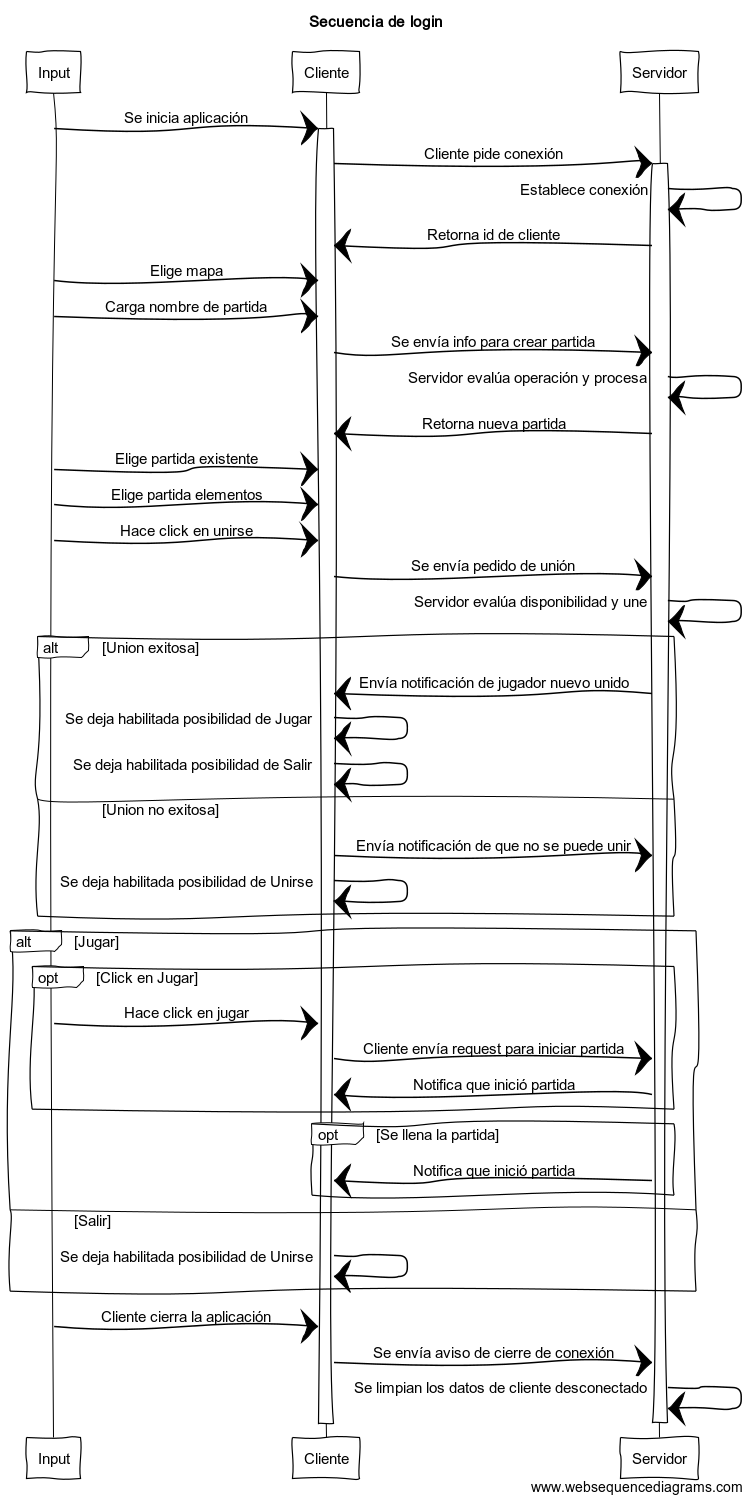 Secuencia de login
Input
Cliente
Servidor
Se inicia aplicación
Cliente pide conexión
Establece conexión
Retorna id de cliente
Elige mapa
Carga nombre de partida
Se envía info para crear partida
Servidor evalúa operación y procesa
Retorna nueva partida
Elige partida existente
Elige partida elementos
Hace click en unirse
Se envía pedido de unión
Servidor evalúa disponibilidad y une
alt [Union exitosa]
Envía notificación de jugador nuevo unido
Se deja habilitada posibilidad de Jugar
Se deja habilitada posibilidad de Salir
[Union no exitosa]
Envía notificación de que no se puede unir
Se deja habilitada posibilidad de Unirse
alt [Jugar]
opt [Click en Jugar]
Hace click en jugar
Cliente envía request para iniciar partida
Notifica que inició partida
opt [Se llena la partida]
Notifica que inició partida
[Salir]
Se deja habilitada posibilidad de Unirse
Cliente cierra la aplicación
Se envía aviso de cierre de conexión
Se limpian los datos de cliente desconectado
Input
Cliente
Servidor
www.websequencediagrams.com